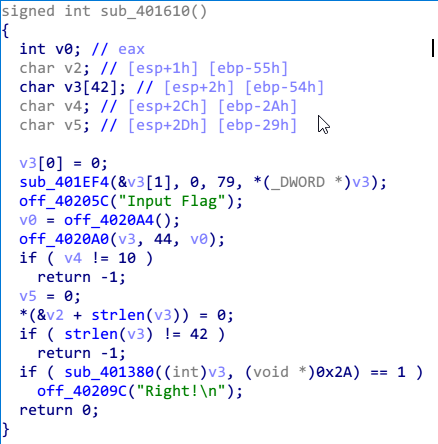 signed int sub_401610()
{
  int v0; // eax
  char v2; // [esp+1h] [ebp-55h]
  char v3[42]; // [esp+2h] [ebp-54h]
  char v4; // [esp+2Ch] [ebp-2Ah]
  char v5; // [esp+2Dh] [ebp-29h]

  v3[0] = 0;
  sub_401EF4(&v3[1], 0, 79, *(_DWORD *)v3);
  off_40205C("Input Flag");
  v0 = off_4020A4();
  off_4020A0(v3, 44, v0);
  if ( v4 != 10 )
    return -1;
  v5 = 0;
  *(&v2 + strlen(v3)) = 0;
  if ( strlen(v3) != 42 )
    return -1;
  if ( sub_401380((int)v3, (void *)0x2A) == 1 )
    off_40209C("Right!\n");
  return 0;
}